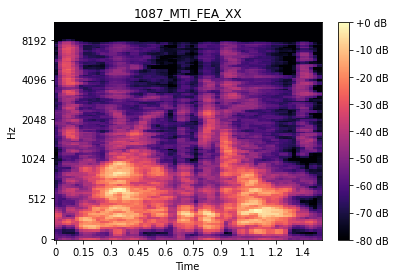 1087_MTI_FEA_XX
+0 dB
8192
-10 dB
4096
-20 dB
-30 dB
2048
Hz
-40 dB
1024
-50 dB
512
-60 dB
-70 dB
0
-80 dB
0 0.15 0.3 0.45 0.6 0.75 0.9 1.1 1.2 1.4
Time